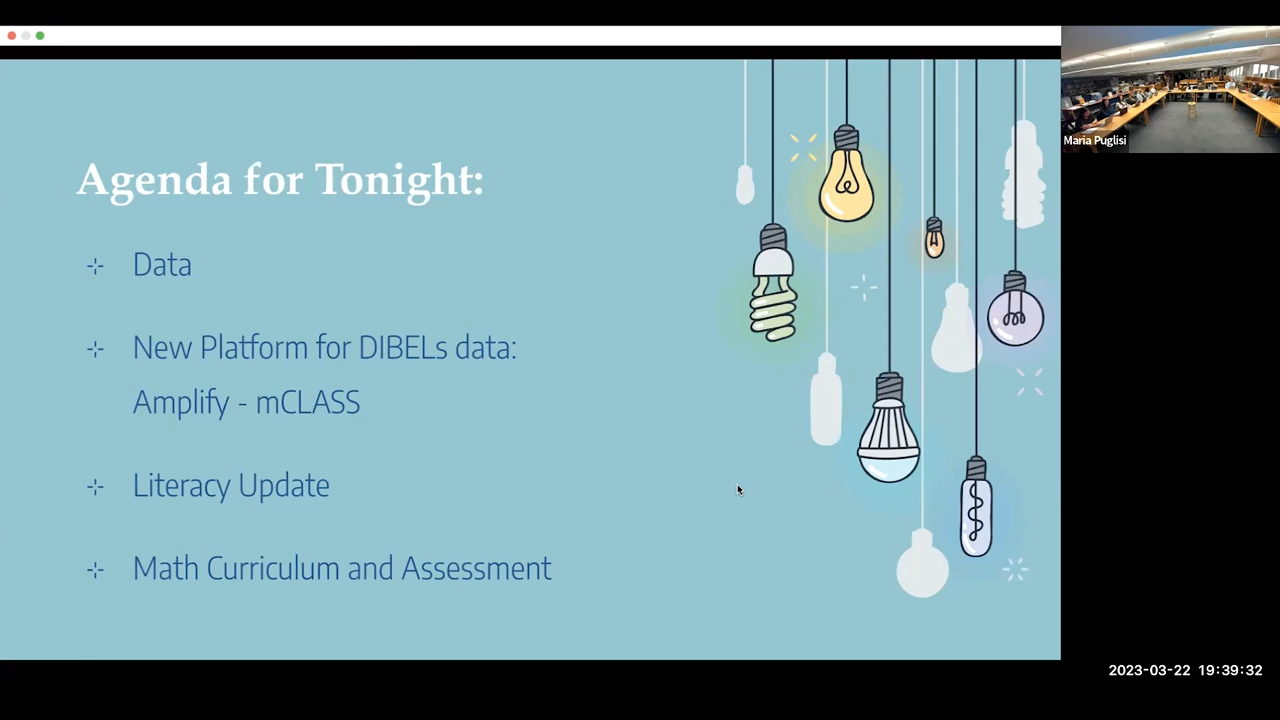 Agenda for Tonight:
Data
New Platform for DIBELs data:
Amplify - mCLASS
Literacy Update
Math Curriculum and Assessment
Maria Puglisi
2023-03-22 19:39:32